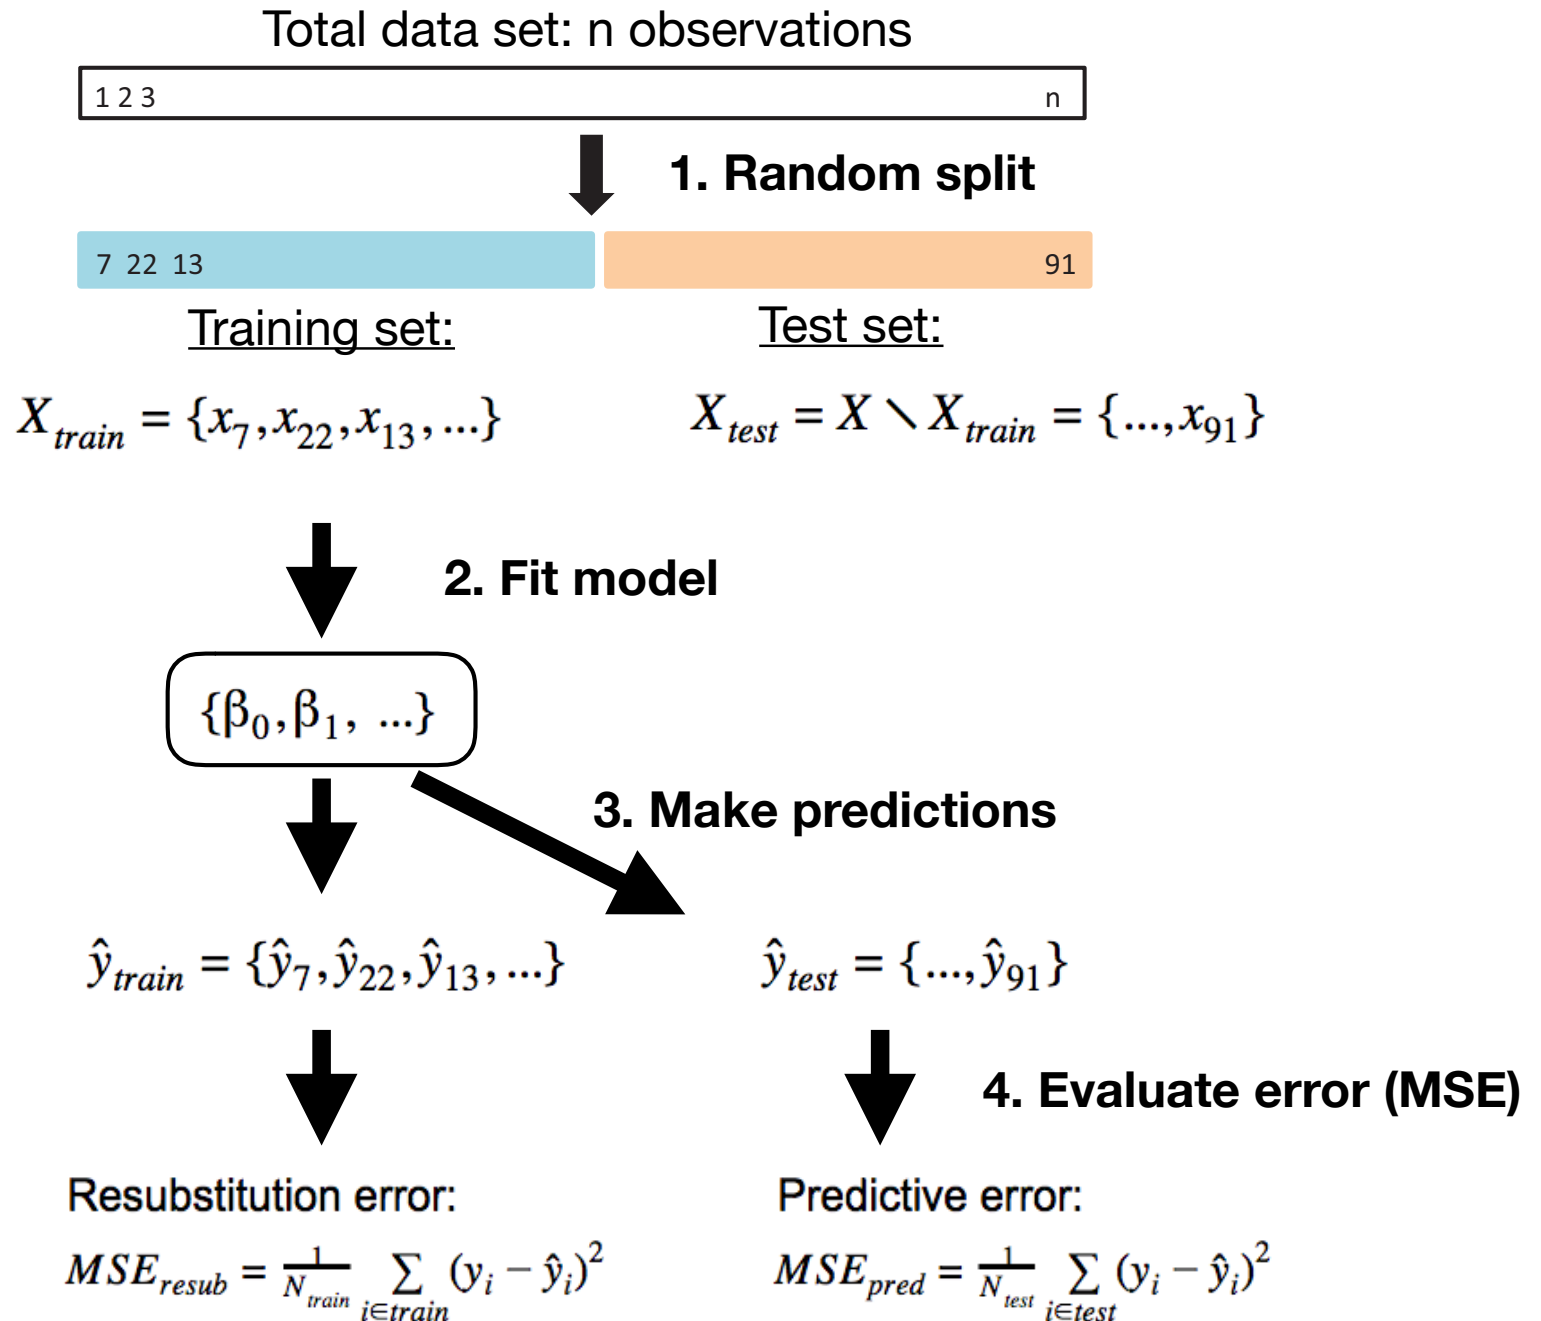 Total data set: n observations
1 2 3 n
1. Random split
7 22 13 91
Training set: Test set:
X_train = {x_7, x_22, x_13, ...} X_test = X ∖ X_train = {..., x_91}
2. Fit model
{β_0, β_1, ...}
3. Make predictions
ŷ_train = {ŷ_7, ŷ_22, ŷ_13, ...} ŷ_test = {..., ŷ_91}
4. Evaluate error (MSE)
Resubstitution error: Predictive error:
MSE_resub = 1/N_train ∑_{i∈train} (y_i − ŷ_i)^2 MSE_pred = 1/N_test ∑_{i∈test} (y_i − ŷ_i)^2